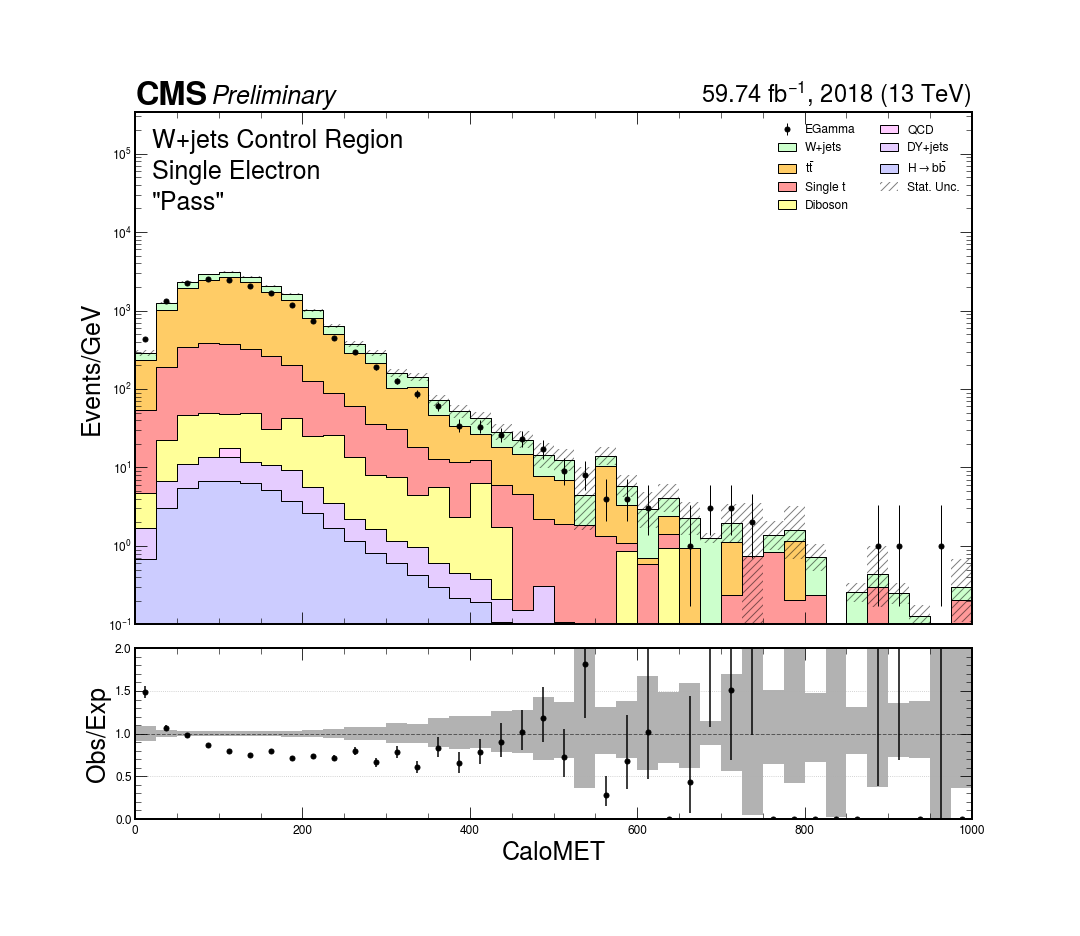 CMS Preliminary 59.74 fb⁻¹, 2018 (13 TeV)
W+jets Control Region
Single Electron
"Pass"
EGamma
W+jets
tt̄
Single t
Diboson
QCD
DY+jets
H→bb̄
Stat. Unc.
Events/GeV
10⁵
10⁴
10³
10²
10¹
10⁰
10⁻¹
Obs/Exp
2.0
1.5
1.0
0.5
0.0
0 200 400 600 800 1000
CaloMET